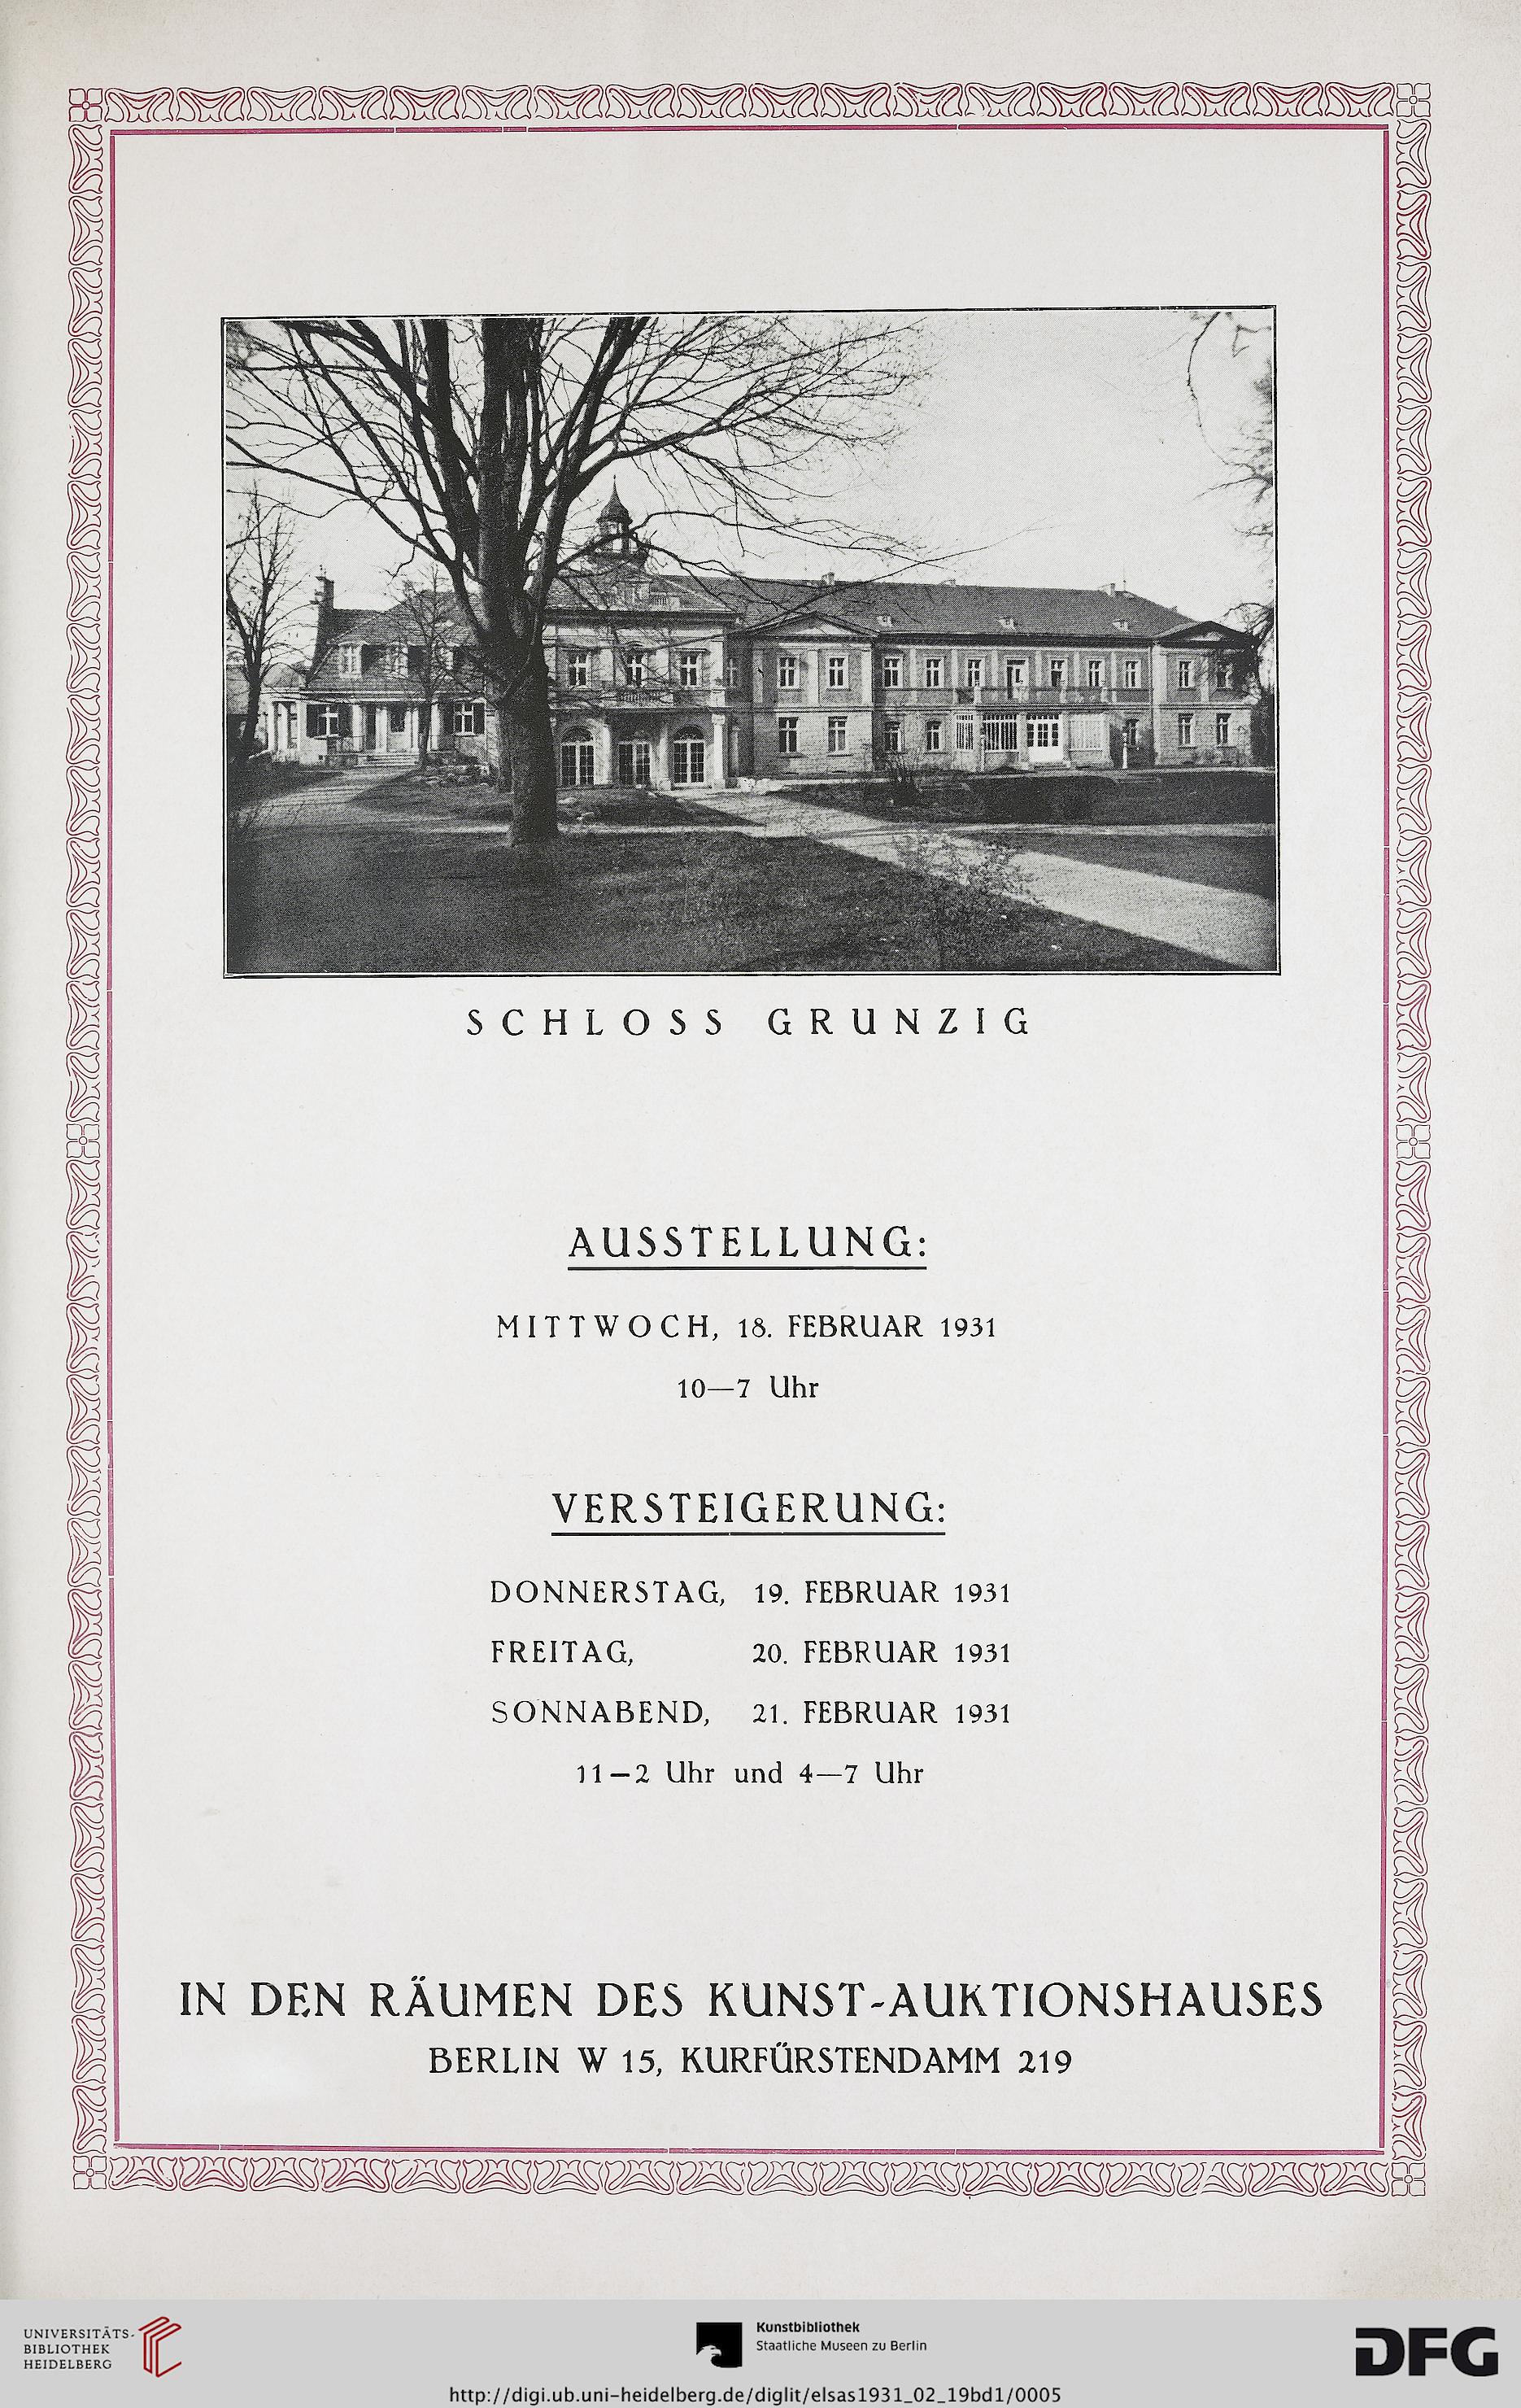 SCHLOSS GRUNZIG
AUSSTELLUNG:
MITTWOCH, 18. FEBRUAR 1931
10—7 Uhr
VERSTEIGERUNG:
DONNERSTAG, 19. FEBRUAR 1931
FREITAG, 20. FEBRUAR 1931
SONNABEND, 21. FEBRUAR 1931
11—2 Uhr und 4—7 Uhr
IN DEN RÄUMEN DES KUNST-AUKTIONSHAUSES
BERLIN W 15, KURFÜRSTENDAMM 219
UNIVERSITÄTS-
BIBLIOTHEK
HEIDELBERG
Kunstbibliothek
Staatliche Museen zu Berlin
DFG
http://digi.ub.uni-heidelberg.de/diglit/elsas1931_02_19bd1/0005